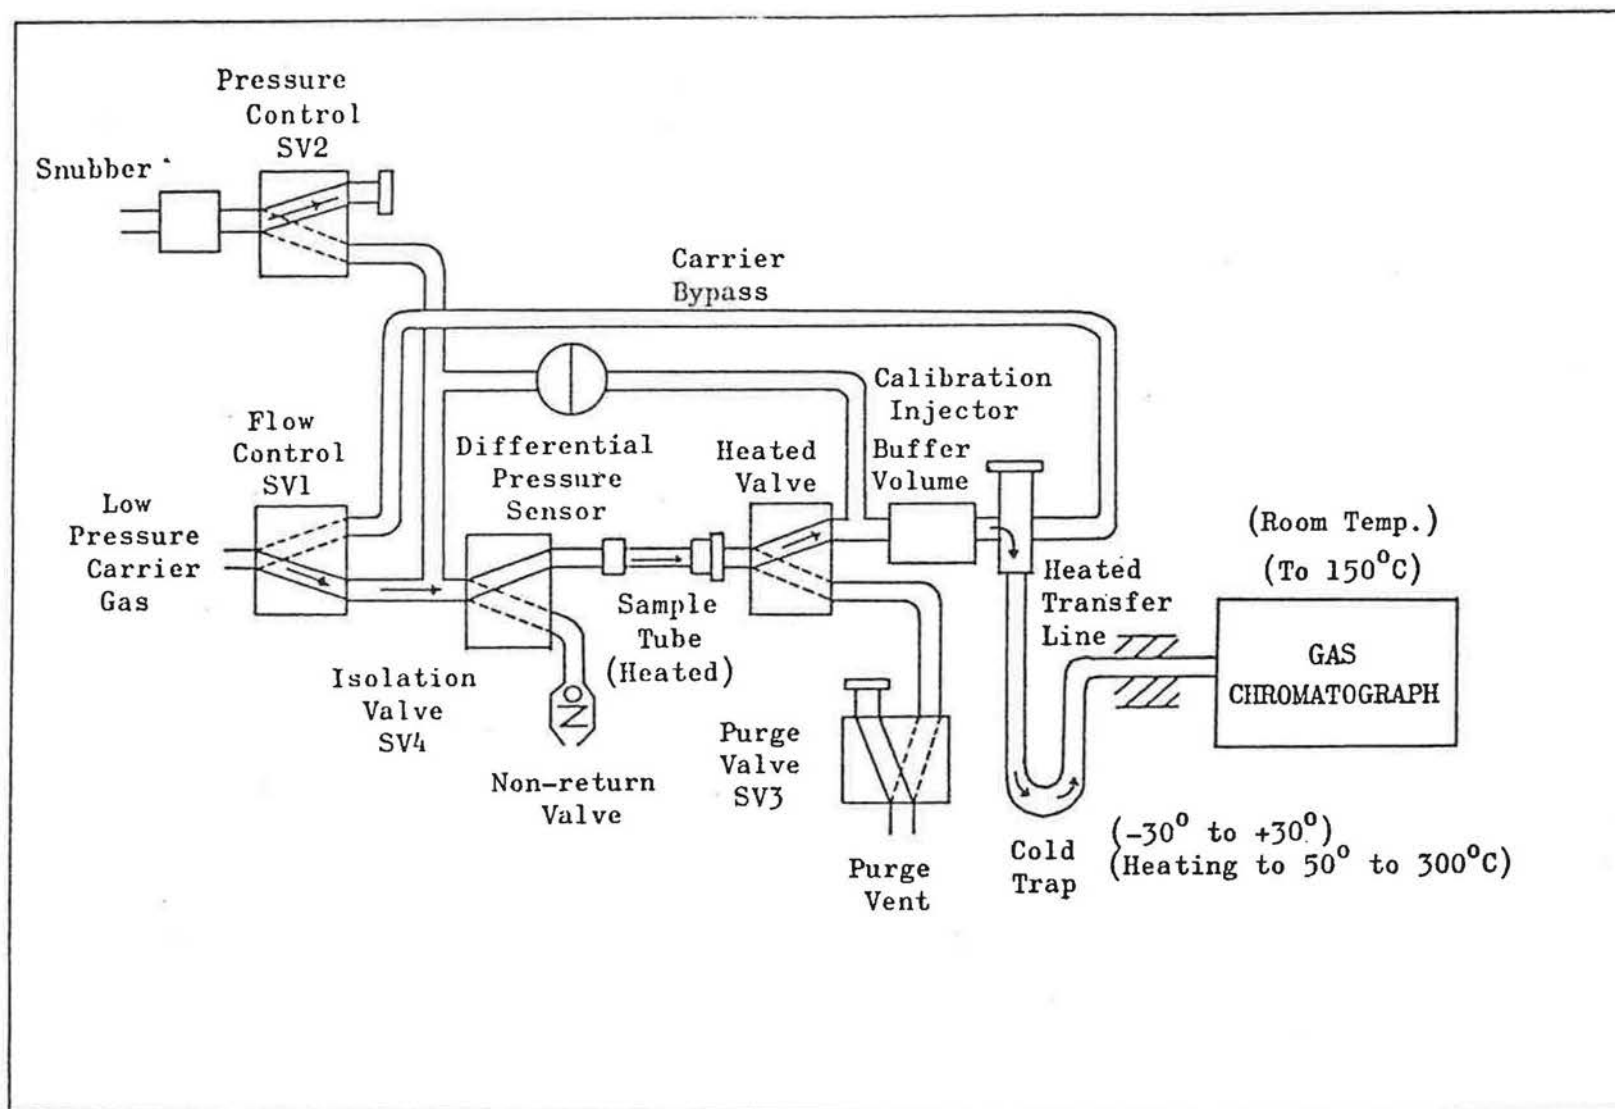 Pressure
Control
SV2
Snubber
Carrier
Bypass
Flow
Control
SV1
Differential
Pressure
Sensor
Heated
Valve
Calibration
Injector
Buffer
Volume
Low
Pressure
Carrier
Gas
Sample
Tube
(Heated)
Isolation
Valve
SV4
Non-return
Valve
Purge
Valve
SV3
Purge
Vent
Heated
Transfer
Line
(Room Temp.)
(To 150°C)
GAS
CHROMATOGRAPH
Cold
Trap
(-30° to +30°)
(Heating to 50° to 300°C)